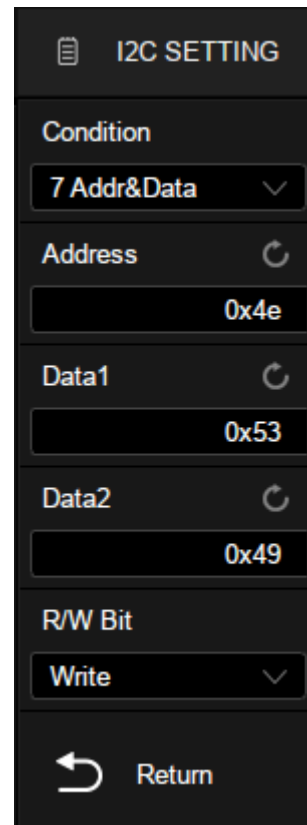 I2C SETTING
Condition
7 Addr&Data
Address
0x4e
Data1
0x53
Data2
0x49
R/W Bit
Write
Return